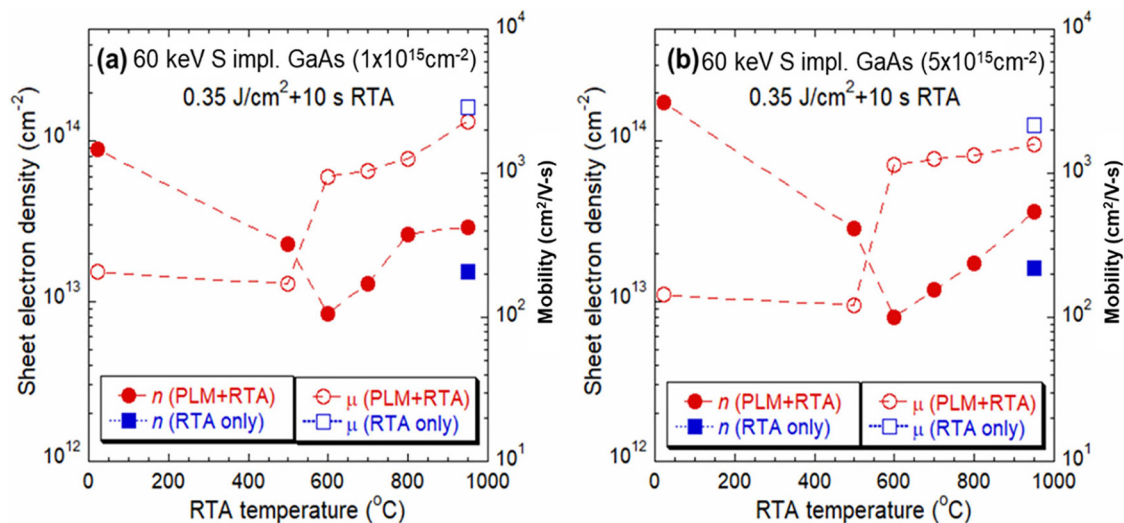 (a) 60 keV S impl. GaAs (1x10¹⁵cm⁻²)
0.35 J/cm²+10 s RTA
Sheet electron density (cm⁻²)
10¹⁴
10¹³
10¹²
10⁴
10³
10²
10¹
Mobility (cm²/V-s)
n (PLM+RTA)
n (RTA only)
μ (PLM+RTA)
μ (RTA only)
0 200 400 600 800 1000
RTA temperature (°C)
(b) 60 keV S impl. GaAs (5x10¹⁵cm⁻²)
0.35 J/cm²+10 s RTA
Sheet electron density (cm⁻²)
10¹⁴
10¹³
10¹²
10⁴
10³
10²
10¹
Mobility (cm²/V-s)
n (PLM+RTA)
n (RTA only)
μ (PLM+RTA)
μ (RTA only)
0 200 400 600 800 1000
RTA temperature (°C)